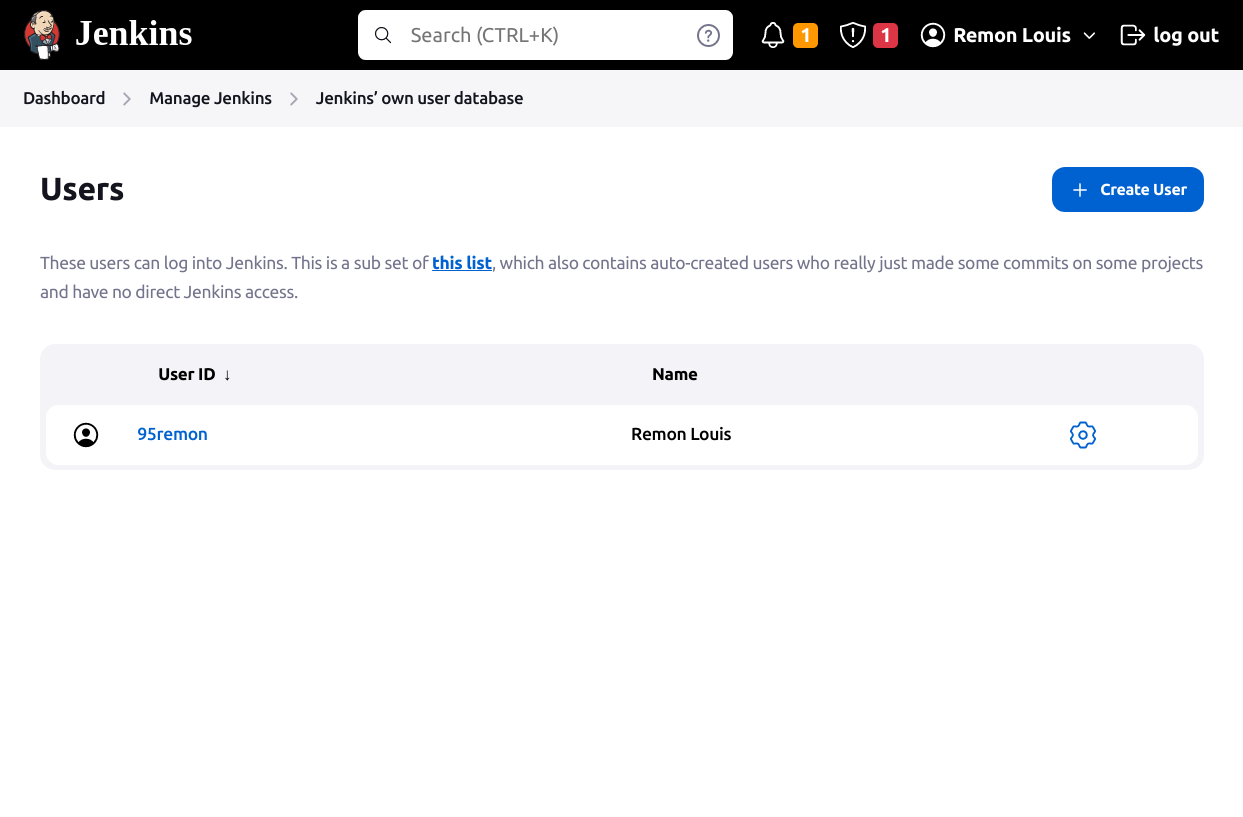 Jenkins
Search (CTRL+K)
1
1
Remon Louis
log out
Dashboard
Manage Jenkins
Jenkins’ own user database
Users
Create User
These users can log into Jenkins. This is a sub set of this list, which also contains auto-created users who really just made some commits on some projects
and have no direct Jenkins access.
User ID ↓
Name
95remon
Remon Louis